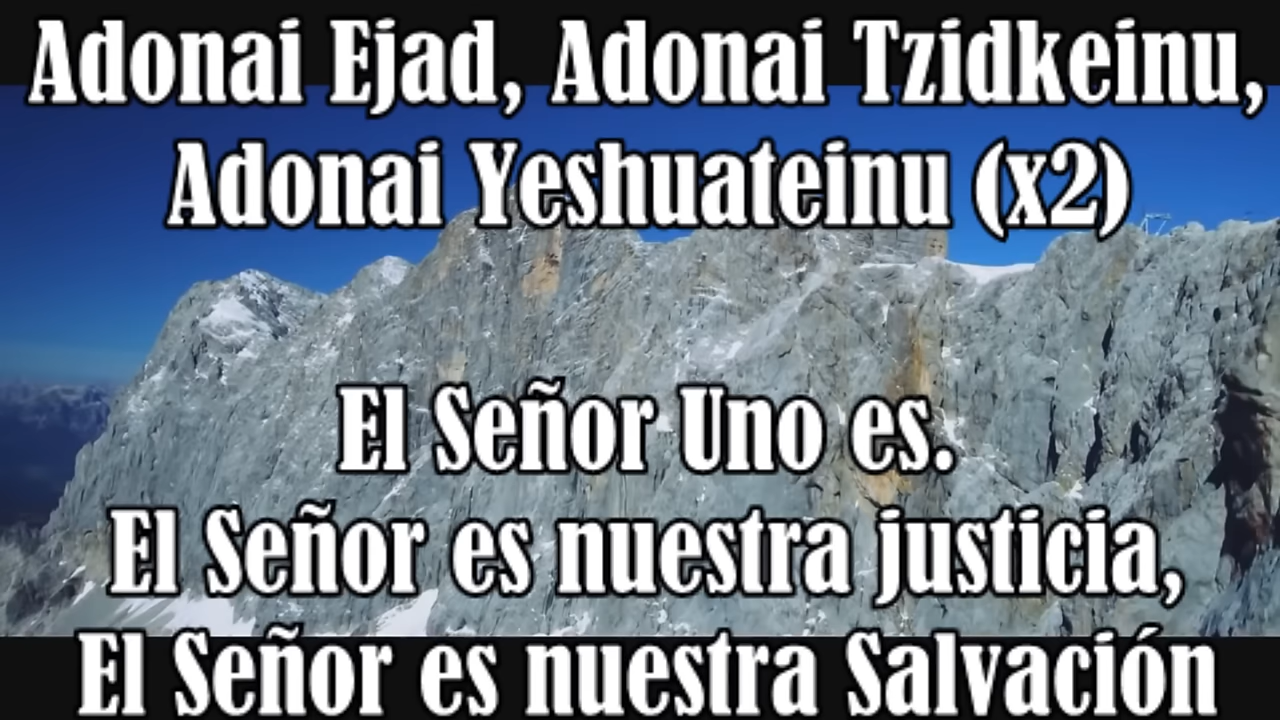 Adonai Ejad, Adonai Tzidkeinu,
Adonai Yeshuateinu (x2)
El Señor Uno es.
El Señor es nuestra justicia,
El Señor es nuestra Salvación